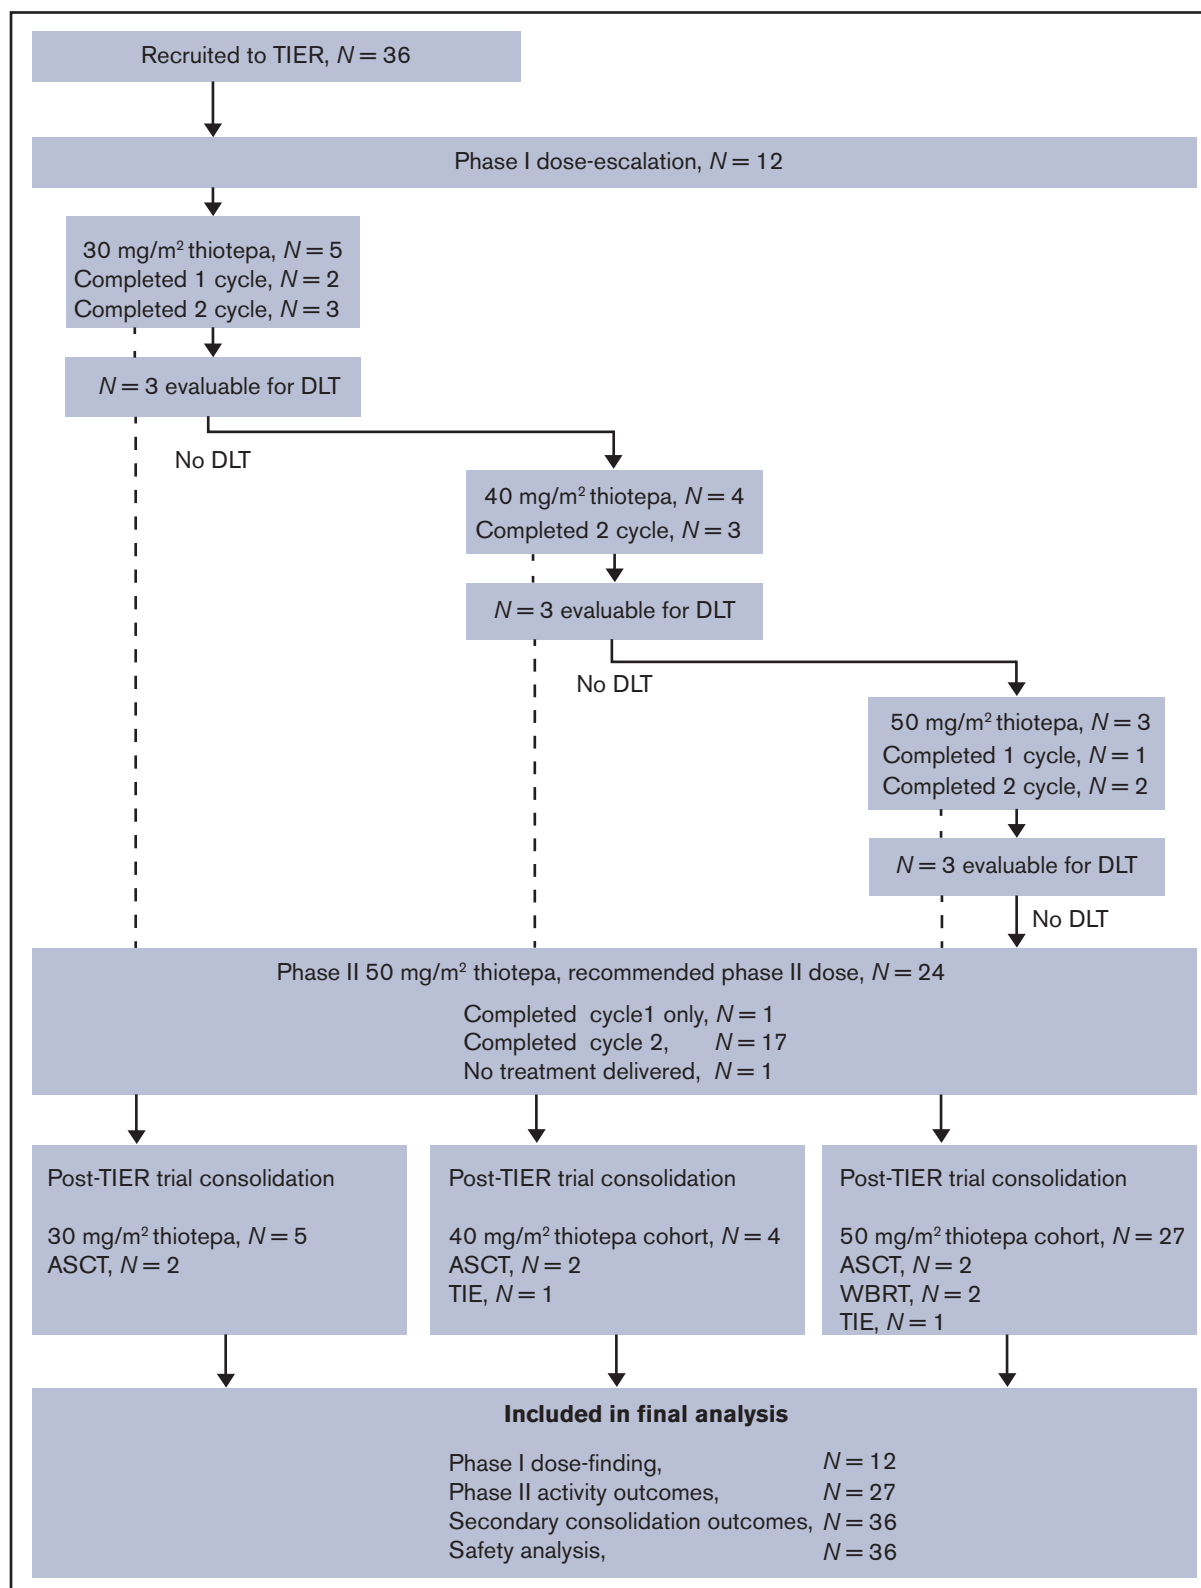 Recruited to TIER, N = 36
Phase I dose-escalation, N = 12
30 mg/m² thiotepa, N = 5
Completed 1 cycle, N = 2
Completed 2 cycle, N = 3
N = 3 evaluable for DLT
No DLT
40 mg/m² thiotepa, N = 4
Completed 2 cycle, N = 3
N = 3 evaluable for DLT
No DLT
50 mg/m² thiotepa, N = 3
Completed 1 cycle, N = 1
Completed 2 cycle, N = 2
N = 3 evaluable for DLT
No DLT
Phase II 50 mg/m² thiotepa, recommended phase II dose, N = 24
Completed cycle1 only, N = 1
Completed cycle 2, N = 17
No treatment delivered, N = 1
Post-TIER trial consolidation
30 mg/m² thiotepa, N = 5
ASCT, N = 2
Post-TIER trial consolidation
40 mg/m² thiotepa cohort, N = 4
ASCT, N = 2
TIE, N = 1
Post-TIER trial consolidation
50 mg/m² thiotepa cohort, N = 27
ASCT, N = 2
WBRT, N = 2
TIE, N = 1
Included in final analysis
Phase I dose-finding, N = 12
Phase II activity outcomes, N = 27
Secondary consolidation outcomes, N = 36
Safety analysis, N = 36